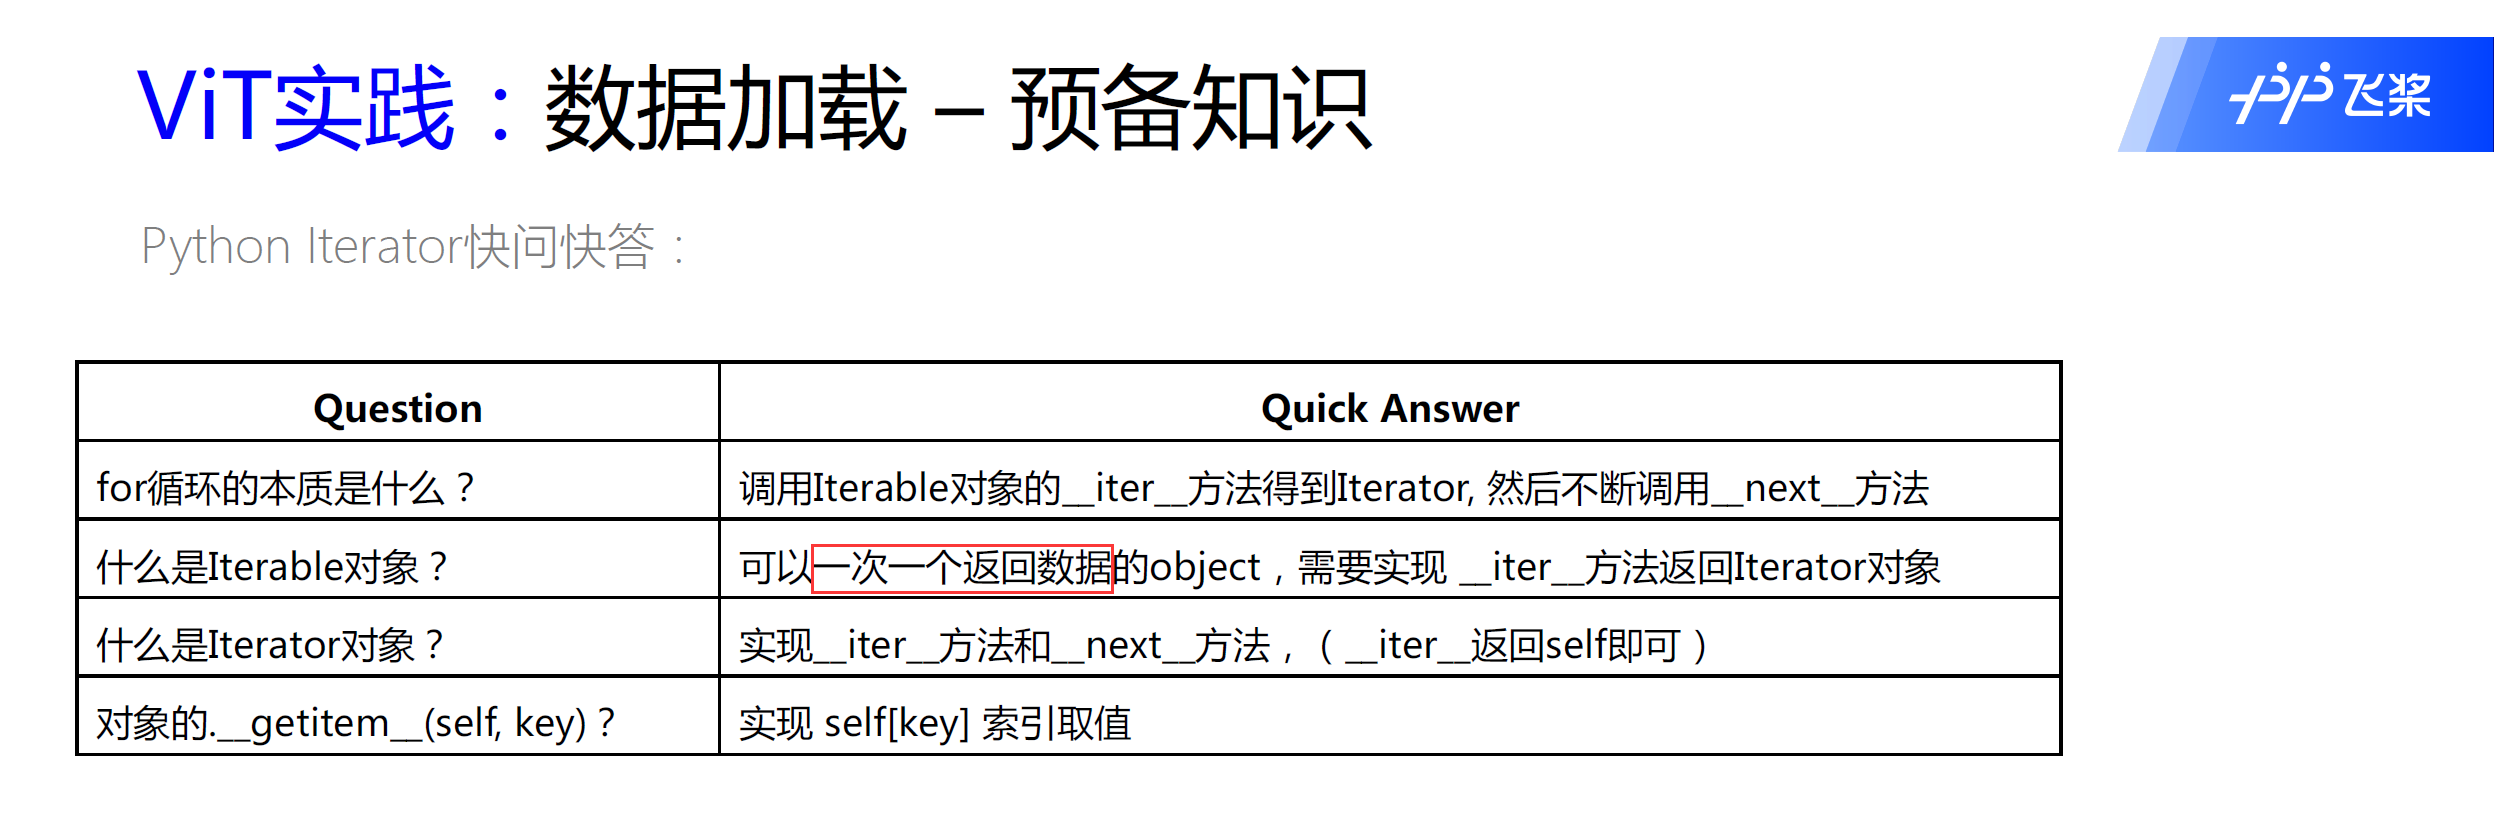 ViT实践：数据加载 – 预备知识
飞桨
Python Iterator快问快答：
Question
Quick Answer
for循环的本质是什么？
调用Iterable对象的__iter__方法得到Iterator, 然后不断调用__next__方法
什么是Iterable对象？
可以一次一个返回数据的object，需要实现 __iter__方法返回Iterator对象
什么是Iterator对象？
实现__iter__方法和__next__方法，（ __iter__返回self即可 ）
对象的.__getitem__(self, key)？
实现 self[key] 索引取值